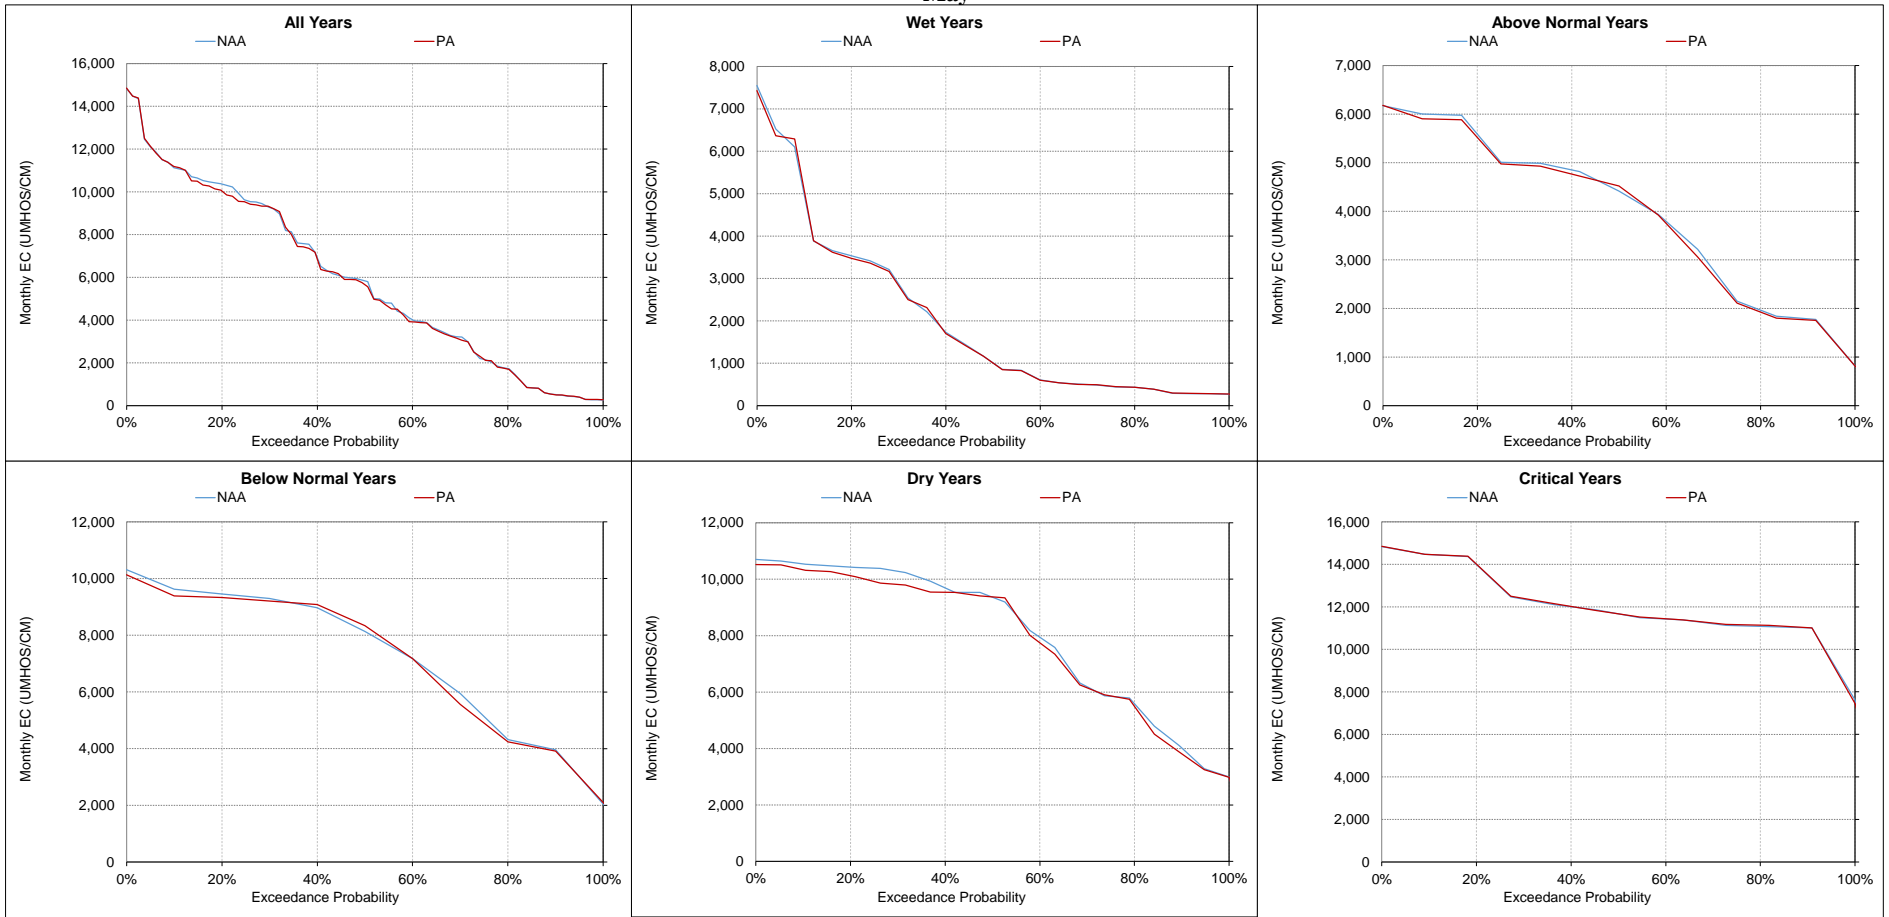 May
All Years
NAA PA
16,000
14,000
12,000
10,000
8,000
6,000
4,000
2,000
0
Monthly EC (UMHOS/CM)
0% 20% 40% 60% 80% 100%
Exceedance Probability
Wet Years
NAA PA
8,000
7,000
6,000
5,000
4,000
3,000
2,000
1,000
0
Monthly EC (UMHOS/CM)
0% 20% 40% 60% 80% 100%
Exceedance Probability
Above Normal Years
NAA PA
7,000
6,000
5,000
4,000
3,000
2,000
1,000
0
Monthly EC (UMHOS/CM)
0% 20% 40% 60% 80% 100%
Exceedance Probability
Below Normal Years
NAA PA
12,000
10,000
8,000
6,000
4,000
2,000
0
Monthly EC (UMHOS/CM)
0% 20% 40% 60% 80% 100%
Exceedance Probability
Dry Years
NAA PA
12,000
10,000
8,000
6,000
4,000
2,000
0
Monthly EC (UMHOS/CM)
0% 20% 40% 60% 80% 100%
Exceedance Probability
Critical Years
NAA PA
16,000
14,000
12,000
10,000
8,000
6,000
4,000
2,000
0
Monthly EC (UMHOS/CM)
0% 20% 40% 60% 80% 100%
Exceedance Probability